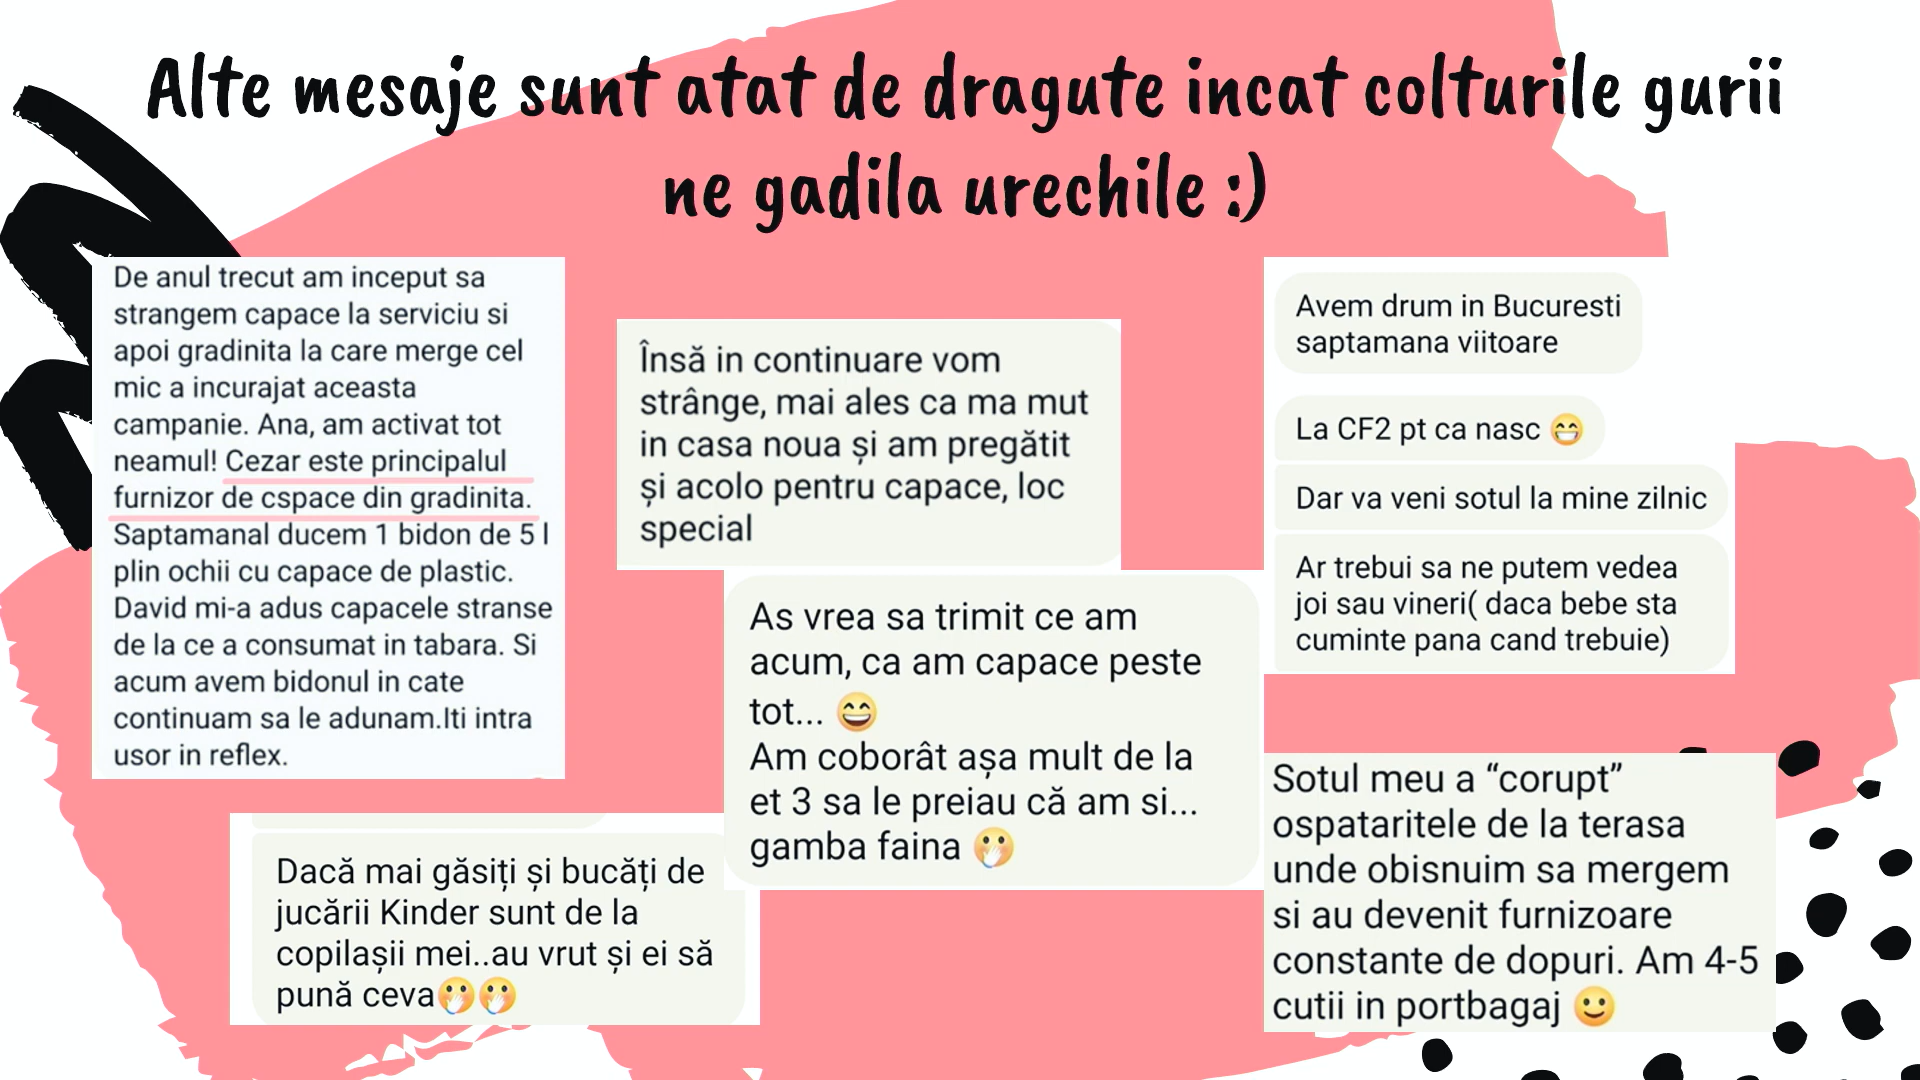 Alte mesaje sunt atat de dragute incat colturile gurii
ne gadila urechile :)
De anul trecut am inceput sa
strangem capace la serviciu si
apoi gradinita la care merge cel
mic a incurajat aceasta
campanie. Ana, am activat tot
neamul! Cezar este principalul
furnizor de cspace din gradinita.
Saptamanal ducem 1 bidon de 5 l
plin ochii cu capace de plastic.
David mi-a adus capacele stranse
de la ce a consumat in tabara. Si
acum avem bidonul in cate
continuam sa le adunam.Iti intra
usor in reflex.
Însă in continuare vom
strânge, mai ales ca ma mut
in casa noua și am pregătit
și acolo pentru capace, loc
special
Avem drum in Bucuresti
saptamana viitoare
La CF2 pt ca nasc 😁
Dar va veni sotul la mine zilnic
Ar trebui sa ne putem vedea
joi sau vineri( daca bebe sta
cuminte pana cand trebuie)
As vrea sa trimit ce am
acum, ca am capace peste
tot... 😄
Am coborât așa mult de la
et 3 sa le preiau că am si...
gamba faina 🤭
Dacă mai găsiți și bucăți de
jucării Kinder sunt de la
copilașii mei..au vrut și ei să
pună ceva🤭🤭
Sotul meu a “corupt”
ospataritele de la terasa
unde obisnuim sa mergem
si au devenit furnizoare
constante de dopuri. Am 4-5
cutii in portbagaj 🙂